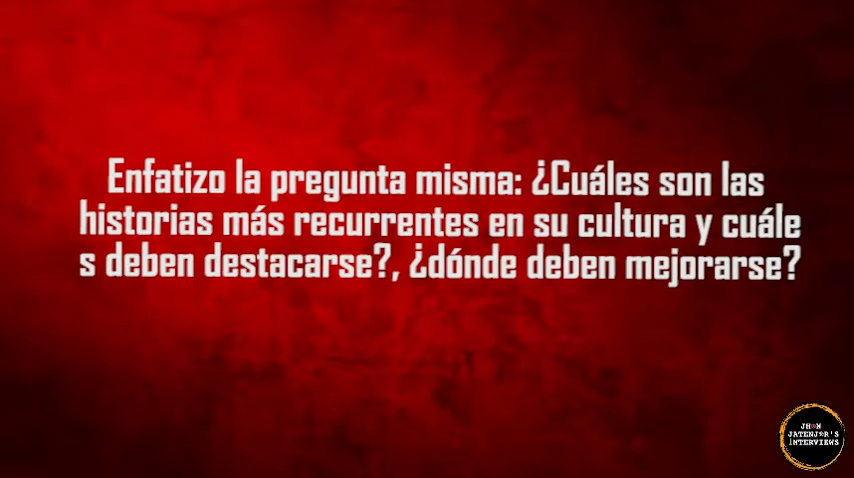 Enfatizo la pregunta misma: ¿Cuáles son las
historias más recurrentes en su cultura y cuále
s deben destacarse?, ¿dónde deben mejorarse?
JHON
JATENJOR'S
INTERVIEWS